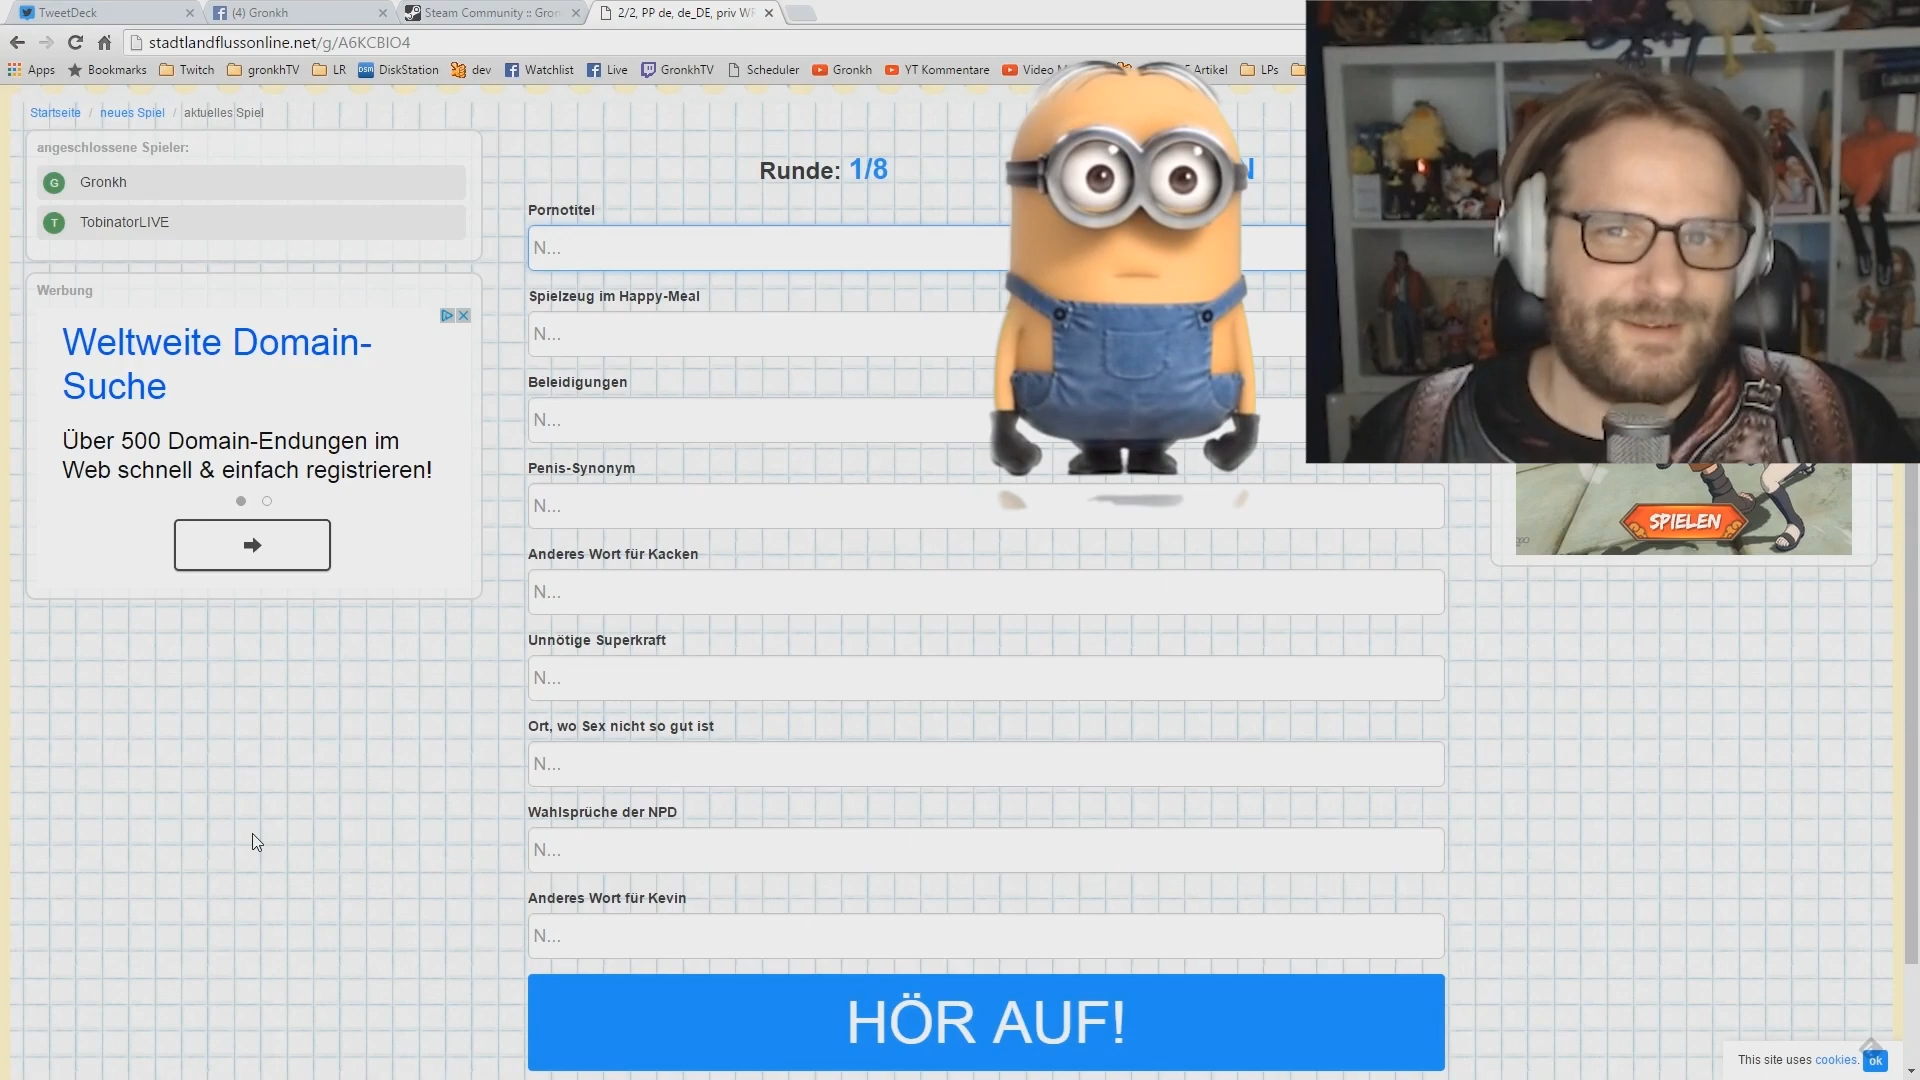 TweetDeck
(4) Gronkh
Steam Community :: Gron
2/2, PP de, de_DE, priv WF
stadtlandflussonline.net/g/A6KCBIO4
Apps
Bookmarks
Twitch
gronkhTV
LR
DSM
DiskStation
dev
Watchlist
Live
GronkhTV
Scheduler
Gronkh
YT Kommentare
Video M
Artikel
LPs
Startseite / neues Spiel / aktuelles Spiel
angeschlossene Spieler:
G Gronkh
T TobinatorLIVE
Werbung
Weltweite Domain-
Suche
Über 500 Domain-Endungen im
Web schnell & einfach registrieren!
Runde: 1/8
N
Pornotitel
N...
Spielzeug im Happy-Meal
N...
Beleidigungen
N...
Penis-Synonym
N...
Anderes Wort für Kacken
N...
Unnötige Superkraft
N...
Ort, wo Sex nicht so gut ist
N...
Wahlsprüche der NPD
N...
Anderes Wort für Kevin
N...
HÖR AUF!
SPIELEN
This site uses cookies. ok